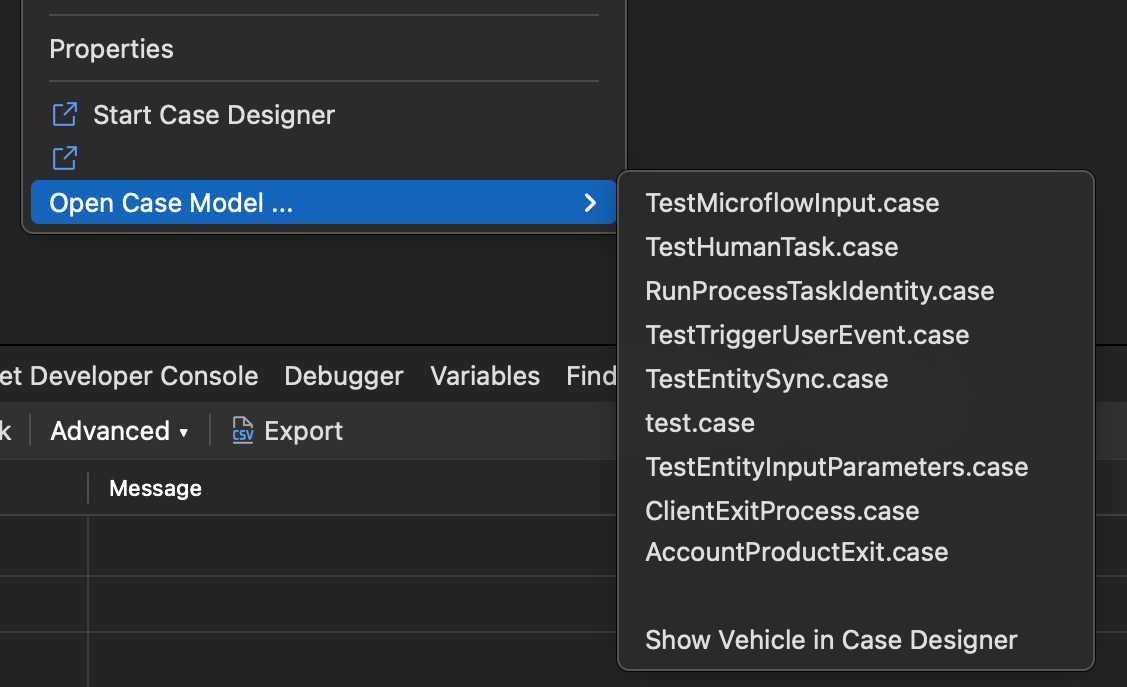 Properties
Start Case Designer
Open Case Model ...
TestMicroflowInput.case
TestHumanTask.case
RunProcessTaskIdentity.case
TestTriggerUserEvent.case
TestEntitySync.case
test.case
TestEntityInputParameters.case
ClientExitProcess.case
AccountProductExit.case
Show Vehicle in Case Designer
et Developer Console Debugger Variables Find
k Advanced CSV Export
Message